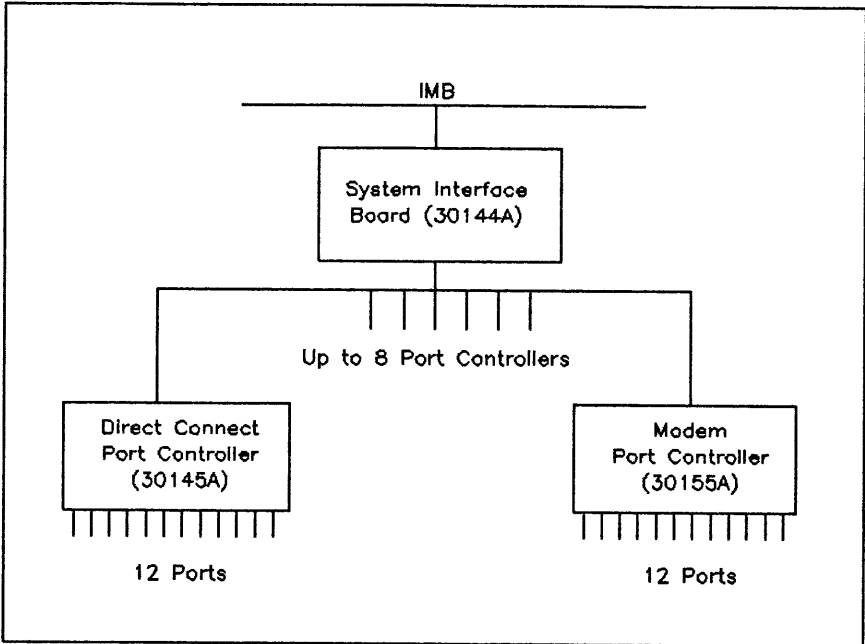 IMB
System Interface
Board (30144A)
Up to 8 Port Controllers
Direct Connect
Port Controller
(30145A)
Modem
Port Controller
(30155A)
12 Ports
12 Ports